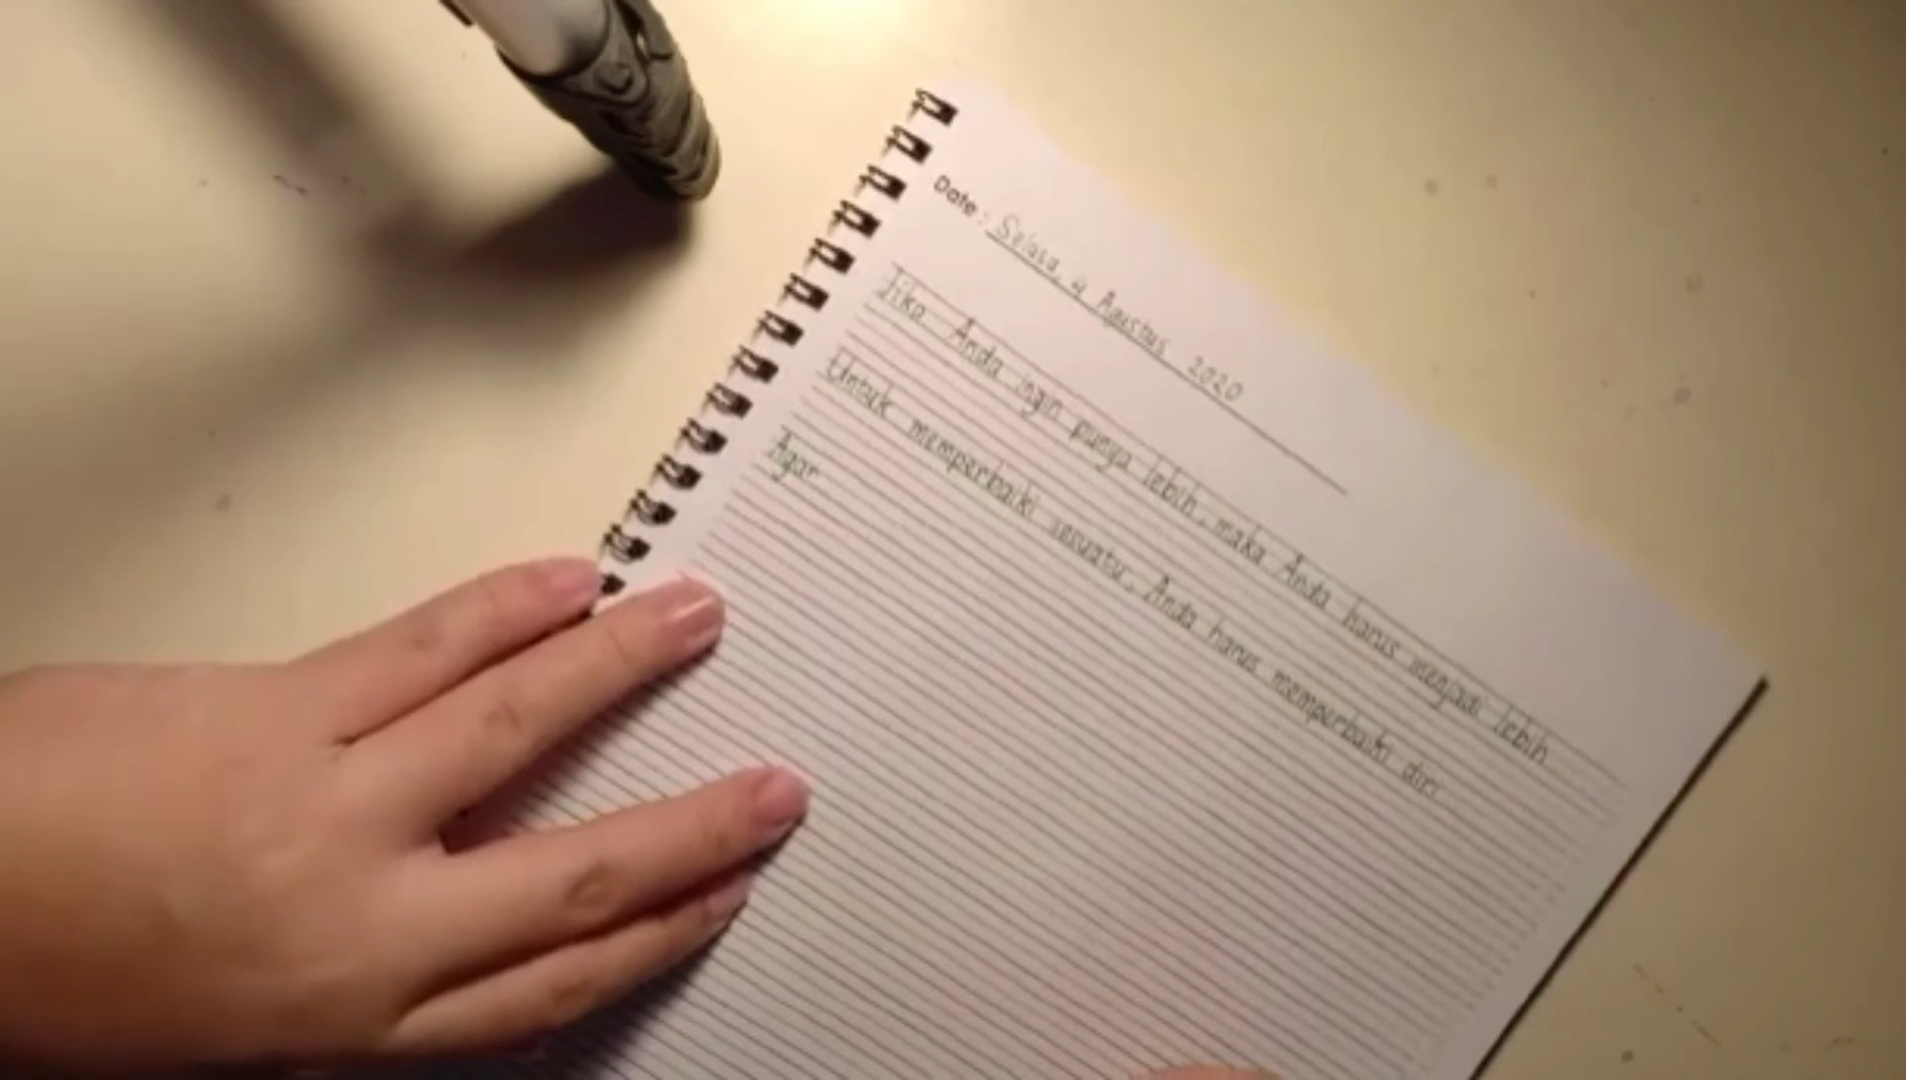 Date : Selasa, 4 Agustus 2020
Jika Anda ingin punya lebih, maka Anda harus menjadi lebih
Untuk memperbaiki sesuatu, Anda harus memperbaiki diri
Agar